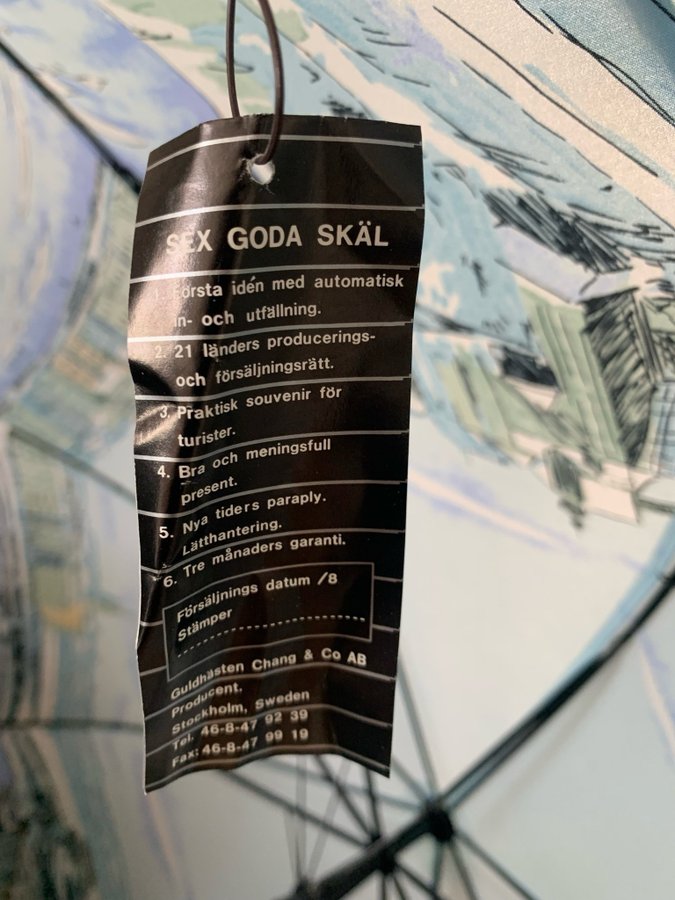 SEX GODA SKÄL
1. Första idén med automatisk
in- och utfällning.
2. 21 länders producerings-
och försäljningsrätt.
3. Praktisk souvenir för
turister.
4. Bra och meningsfull
present.
5. Nya tiders paraply.
Lätthantering.
6. Tre månaders garanti.
Försäljnings datum /8
Stämper
Guldhästen Chang & Co AB
Producent,
Stockholm, Sweden
Tel. 46-8-47 92 39
Fax: 46-8-47 99 19